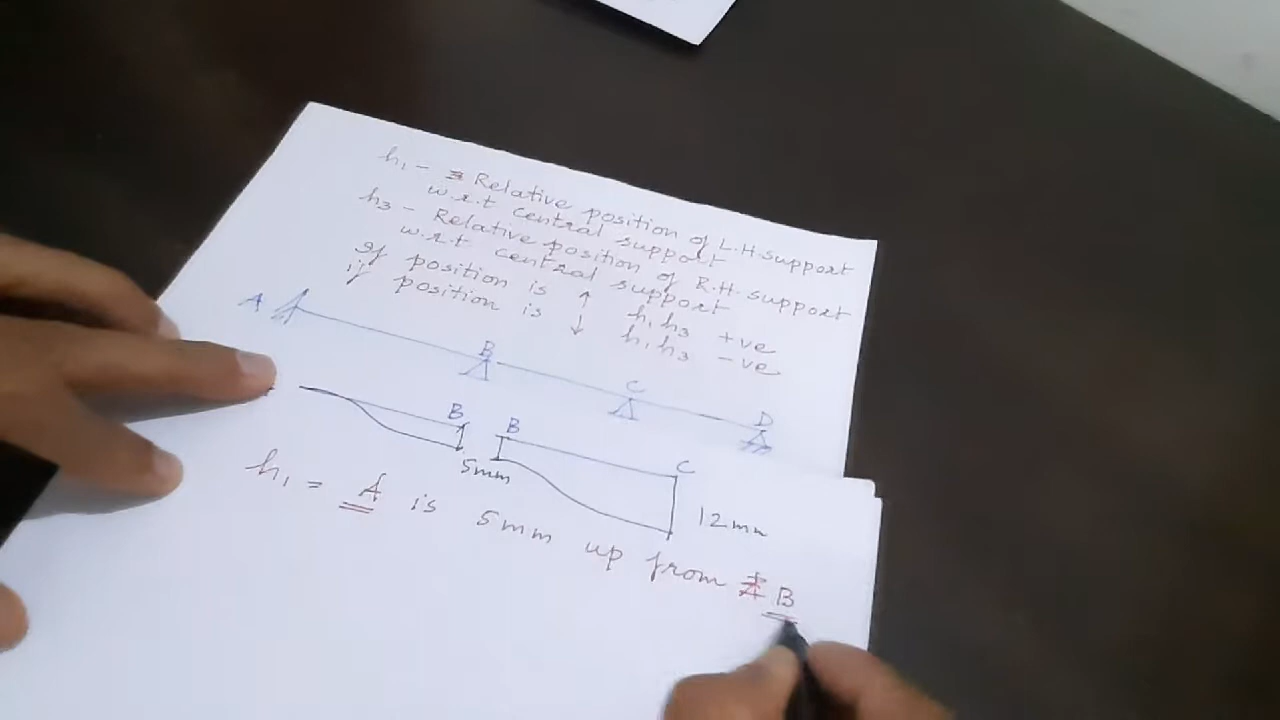 h₁ - Relative position of L.H. support
w.r.t central support
h₃ - Relative position of R.H. support
w.r.t central support
If position is ↑ h₁ h₃ +ve
if position is ↓ h₁ h₃ -ve
A B C D
B B C
5mm 12mm
h₁ = A is 5mm up from B